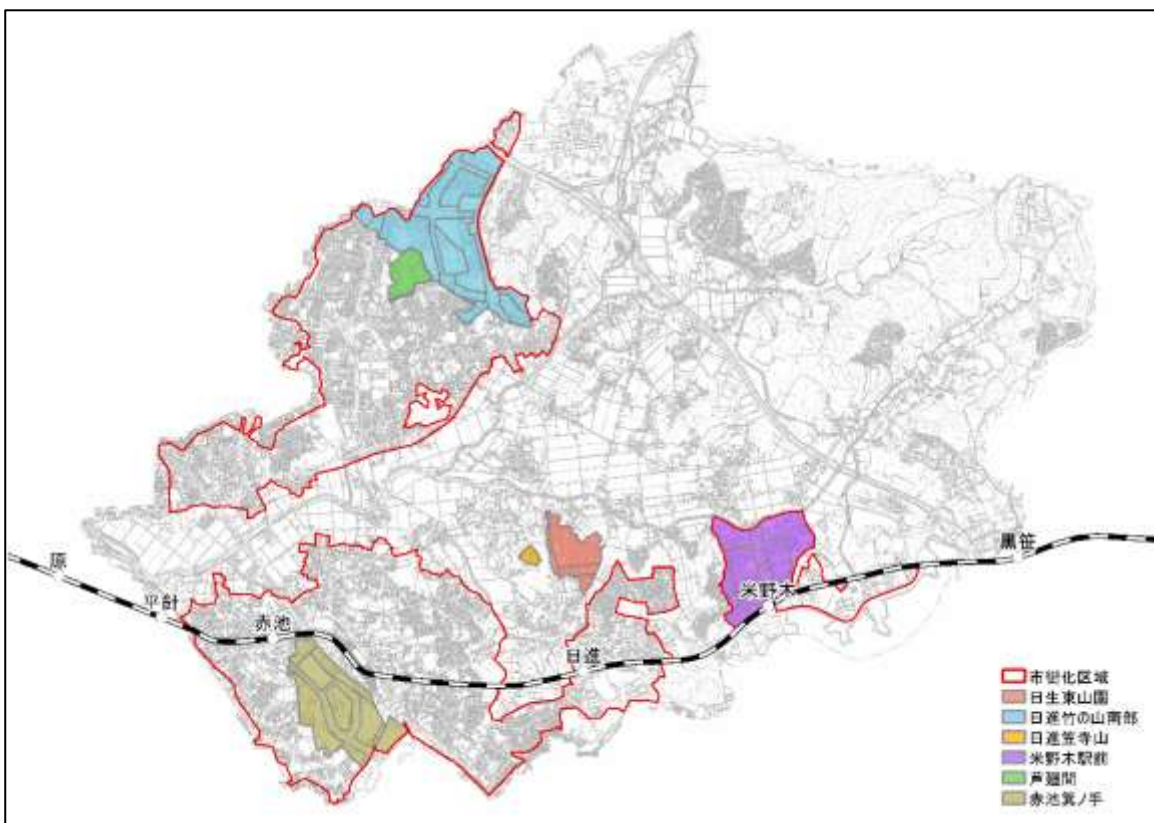 原
平針
赤池
日進
米野木
黒笹
市街化区域
日生東山園
日進竹の山南部
日進笠寺山
米野木駅前
芦廻間
赤池箕ノ手